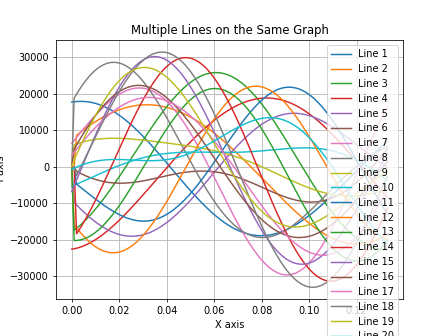 Multiple Lines on the Same Graph
30000
20000
10000
0
−10000
−20000
−30000
0.00
0.02
0.04
0.06
0.08
0.10
X axis
Line 1
Line 2
Line 3
Line 4
Line 5
Line 6
Line 7
Line 8
Line 9
Line 10
Line 11
Line 12
Line 13
Line 14
Line 15
Line 16
Line 17
Line 18
Line 19
Line 20